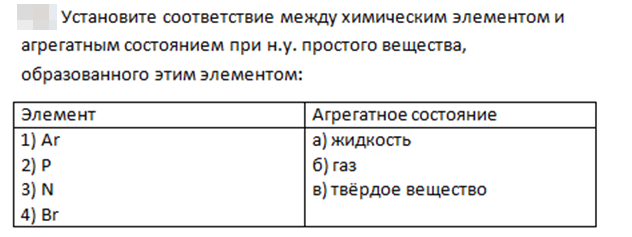 Установите соответствие между химическим элементом и
агрегатным состоянием при н.у. простого вещества,
образованного этим элементом:
Элемент Агрегатное состояние
1) Ar а) жидкость
2) P б) газ
3) N в) твёрдое вещество
4) Br